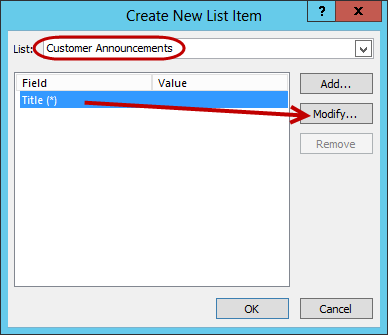 Create New List Item
?
List: Customer Announcements
Field Value
Title (*)
Add...
Modify...
Remove
OK Cancel